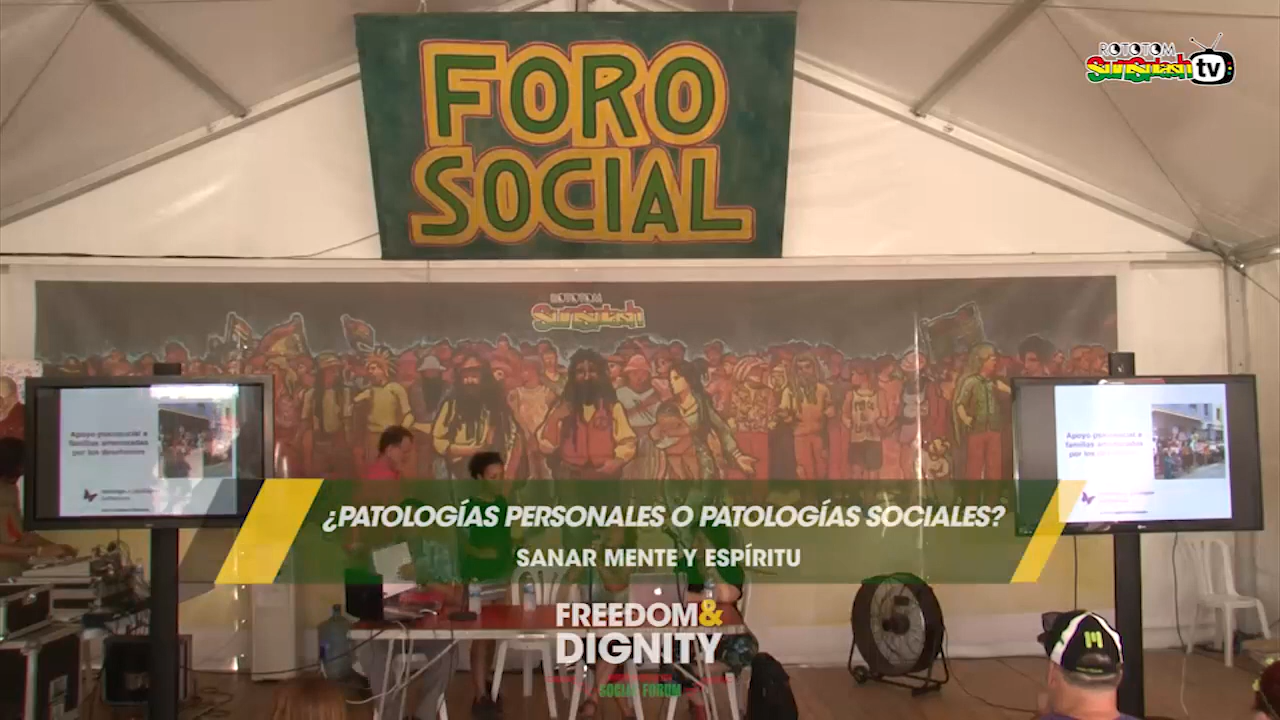 ROTOTOM
SunSplash tv
FORO
SOCIAL
ROTOTOM
SunSplash
Apoyo psicosocial a
familias amenazadas
por los desahucios
Apoyo psicosocial a
familias amenazadas
por los desahucios
¿PATOLOGÍAS PERSONALES O PATOLOGÍAS SOCIALES?
SANAR MENTE Y ESPÍRITU
FREEDOM&
DIGNITY
SOCIAL FORUM